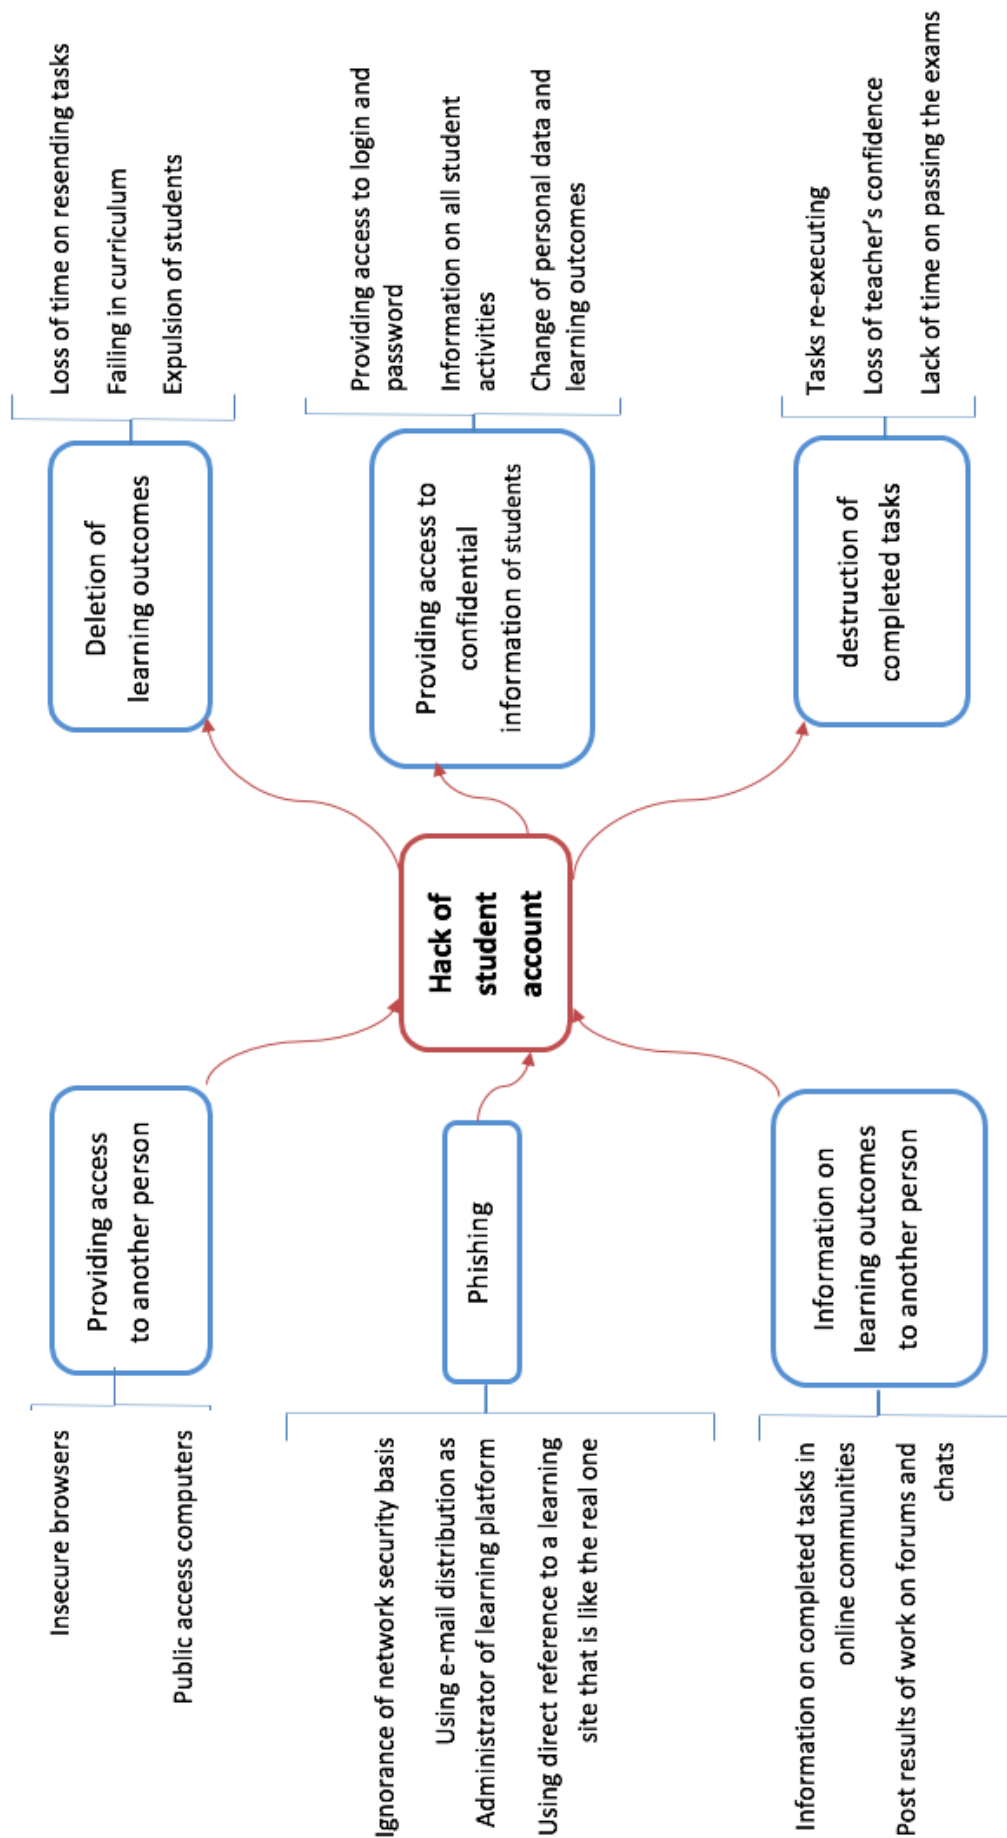 Insecure browsers
Public access computers
Providing access
to another person
Ignorance of network security basis
Using e-mail distribution as
Administrator of learning platform
Using direct reference to a learning
site that is like the real one
Phishing
Information on completed tasks in
online communities
Post results of work on forums and
chats
Information on
learning outcomes
to another person
Hack of
student
account
Deletion of
learning outcomes
Loss of time on resending tasks
Failing in curriculum
Expulsion of students
Providing access to
confidential
information of students
Providing access to login and
password
Information on all student
activities
Change of personal data and
learning outcomes
destruction of
completed tasks
Tasks re-executing
Loss of teacher’s confidence
Lack of time on passing the exams